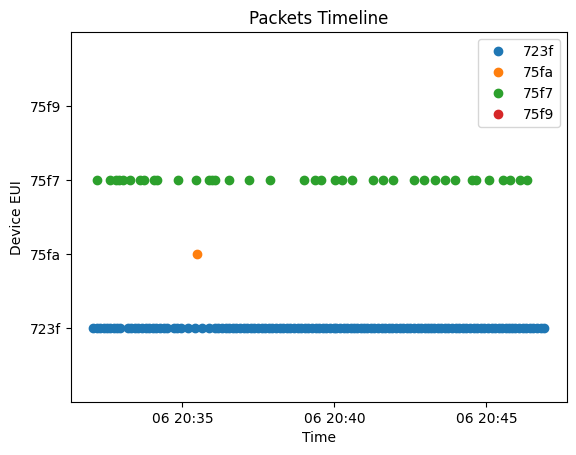 Packets Timeline
723f
75fa
75f7
75f9
75f9
75f7
75fa
723f
Device EUI
06 20:35 06 20:40 06 20:45
Time